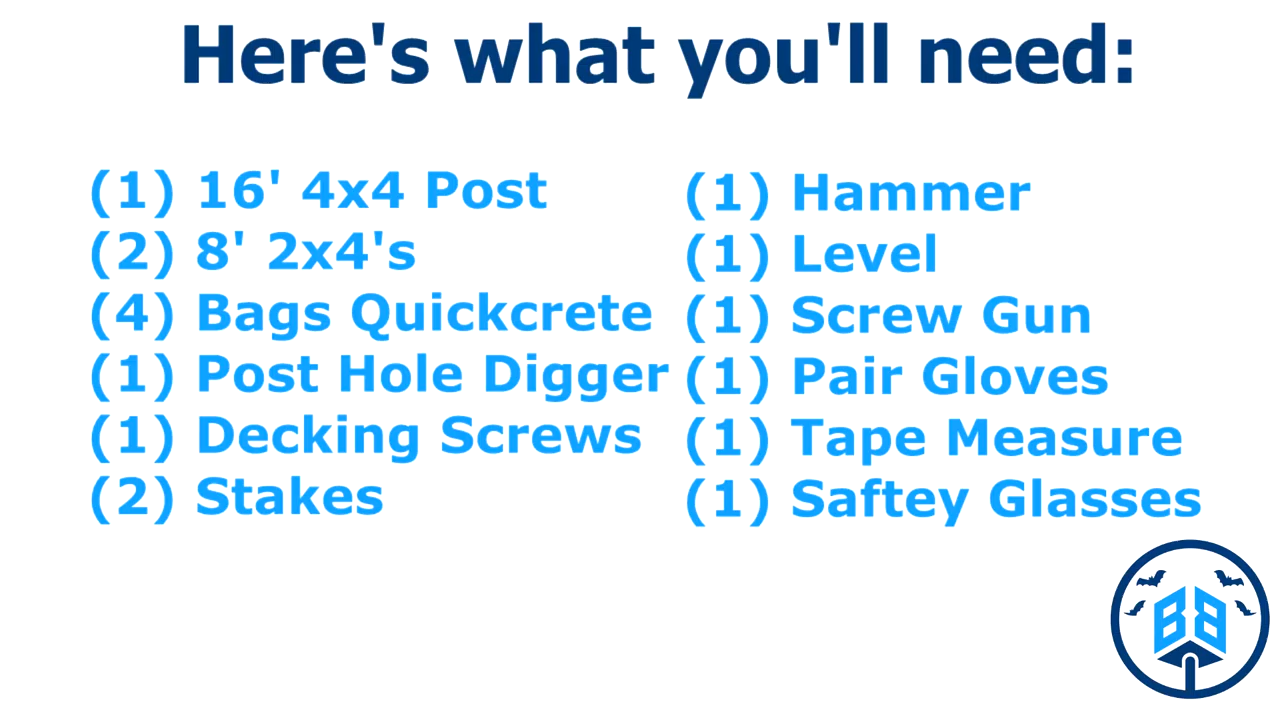 Here's what you'll need:
(1) 16' 4x4 Post
(2) 8' 2x4's
(4) Bags Quickcrete
(1) Post Hole Digger
(1) Decking Screws
(2) Stakes
(1) Hammer
(1) Level
(1) Screw Gun
(1) Pair Gloves
(1) Tape Measure
(1) Saftey Glasses
BB